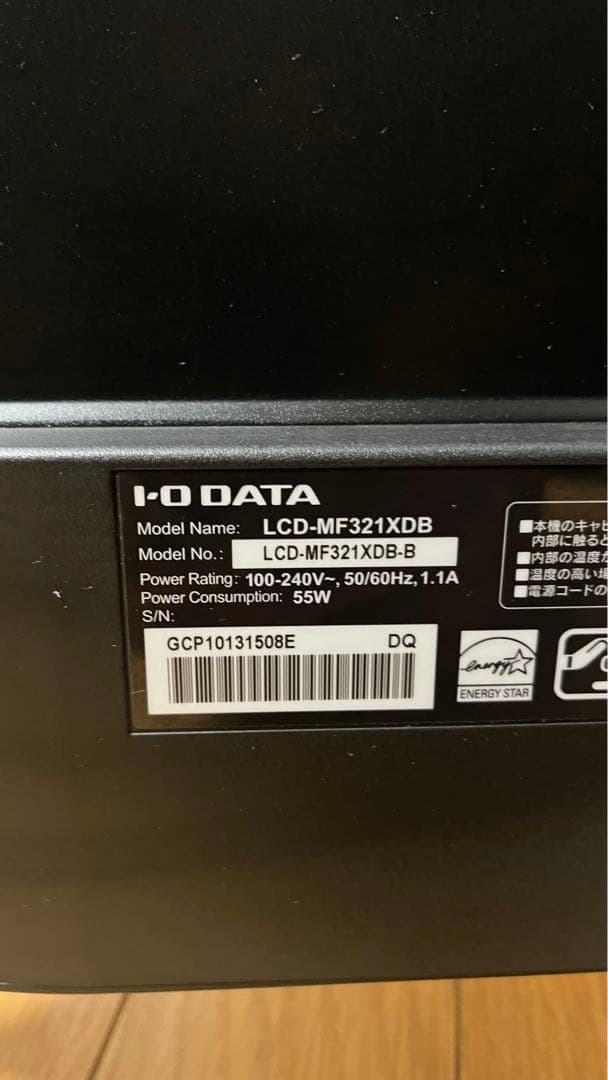 I-O DATA
Model Name: LCD-MF321XDB
Model No.: LCD-MF321XDB-B
Power Rating: 100-240V~, 50/60Hz, 1.1A
Power Consumption: 55W
S/N:
GCP10131508E DQ
energy
ENERGY STAR
■本機のキャビ
内部に触ると
■内部の温度が
■温度の高い場
■電源コードの